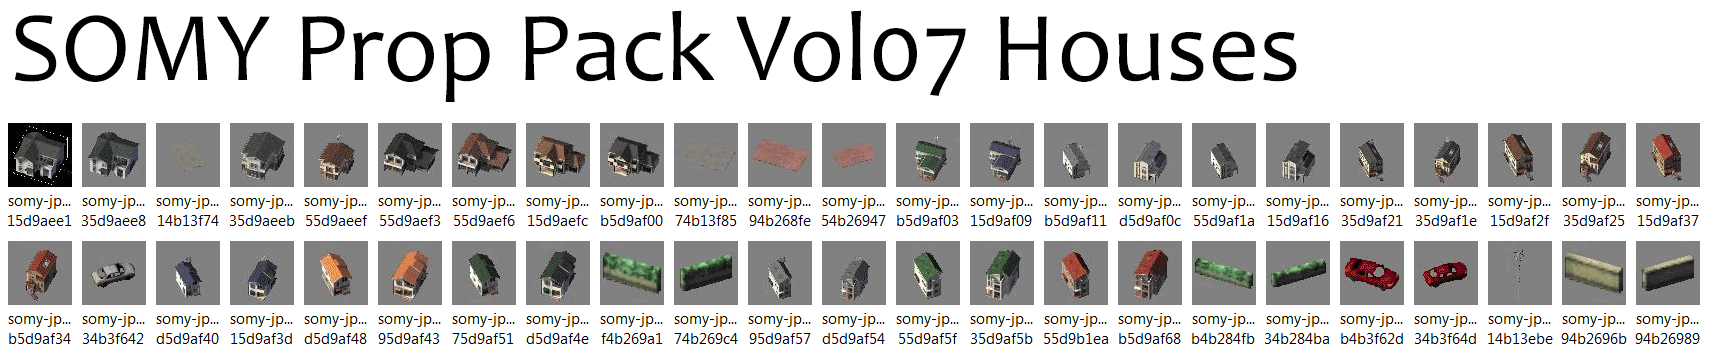 SOMY Prop Pack Vol07 Houses
somy-jp... somy-jp... somy-jp... somy-jp... somy-jp... somy-jp... somy-jp... somy-jp... somy-jp... somy-jp... somy-jp... somy-jp... somy-jp... somy-jp... somy-jp... somy-jp... somy-jp... somy-jp... somy-jp... somy-jp... somy-jp... somy-jp... somy-jp...
15d9aee1 35d9aee8 14b13f74 35d9aeeb 55d9aeef 55d9aef3 55d9aef6 15d9aefc b5d9af00 74b13f85 94b268fe 54b26947 b5d9af03 15d9af09 b5d9af11 d5d9af0c 55d9af1a 15d9af16 35d9af21 35d9af1e 15d9af2f 35d9af25 15d9af37
somy-jp... somy-jp... somy-jp... somy-jp... somy-jp... somy-jp... somy-jp... somy-jp... somy-jp... somy-jp... somy-jp... somy-jp... somy-jp... somy-jp... somy-jp... somy-jp... somy-jp... somy-jp... somy-jp... somy-jp... somy-jp... somy-jp... somy-jp...
b5d9af34 34b3f642 d5d9af40 15d9af3d d5d9af48 95d9af43 75d9af51 d5d9af4e f4b269a1 74b269c4 95d9af57 d5d9af54 55d9af5f 35d9af5b 55d9b1ea b5d9af68 b4b284fb 34b284ba b4b3f62d 34b3f64d 14b13ebe 94b2696b 94b26989